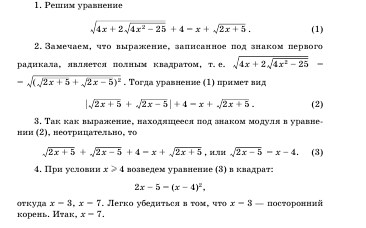 1. Решим уравнение
√(4x + 2√(4x² − 25)) + 4 = x + √(2x + 5) . (1)
2. Замечаем, что выражение, записанное под знаком первого
радикала, является полным квадратом, т. е. √(4x + 2√(4x² − 25)) =
= √((√(2x + 5) + √(2x − 5))²) . Тогда уравнение (1) примет вид
|√(2x + 5) + √(2x − 5)| + 4 = x + √(2x + 5) . (2)
3. Так как выражение, находящееся под знаком модуля в уравне-
нии (2), неотрицательно, то
√(2x + 5) + √(2x − 5) + 4 = x + √(2x + 5) , или √(2x − 5) = x − 4. (3)
4. При условии x ⩾ 4 возведем уравнение (3) в квадрат:
2x − 5 = (x − 4)²,
откуда x = 3, x = 7. Легко убедиться в том, что x = 3 — посторонний
корень. Итак, x = 7.